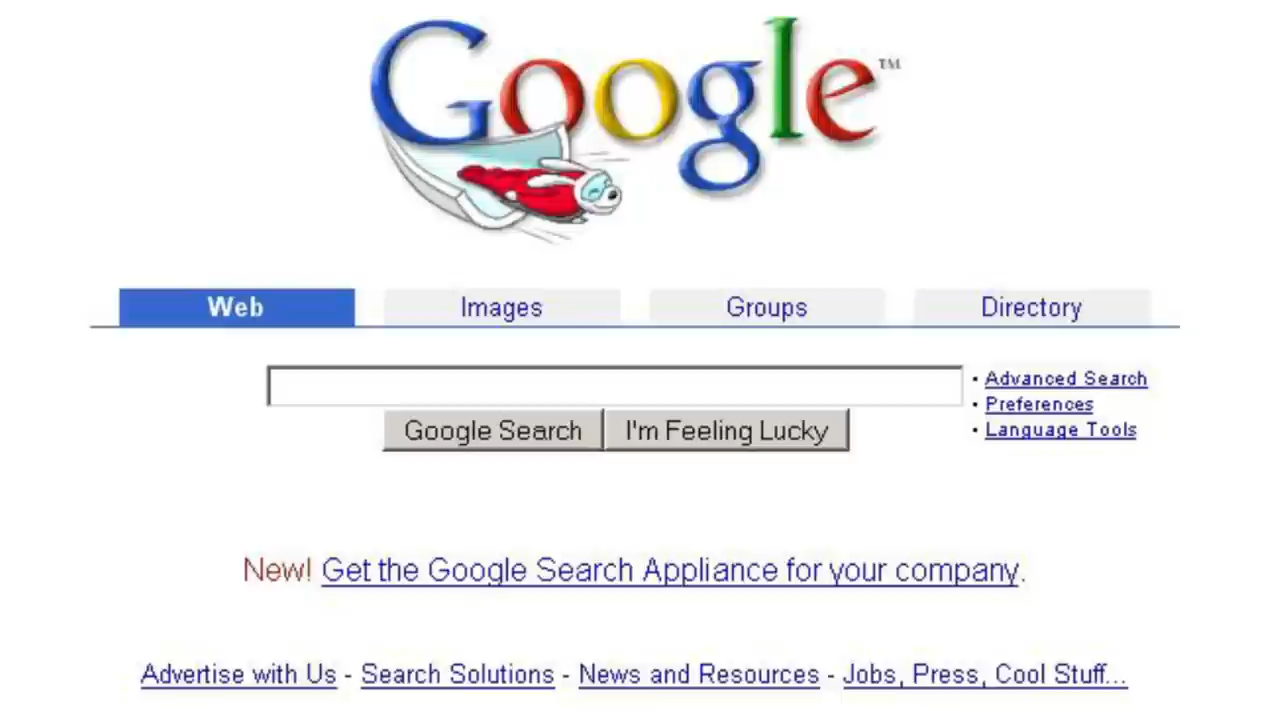 Google™
Web Images Groups Directory
• Advanced Search
• Preferences
• Language Tools
Google Search I'm Feeling Lucky
New! Get the Google Search Appliance for your company.
Advertise with Us - Search Solutions - News and Resources - Jobs, Press, Cool Stuff...